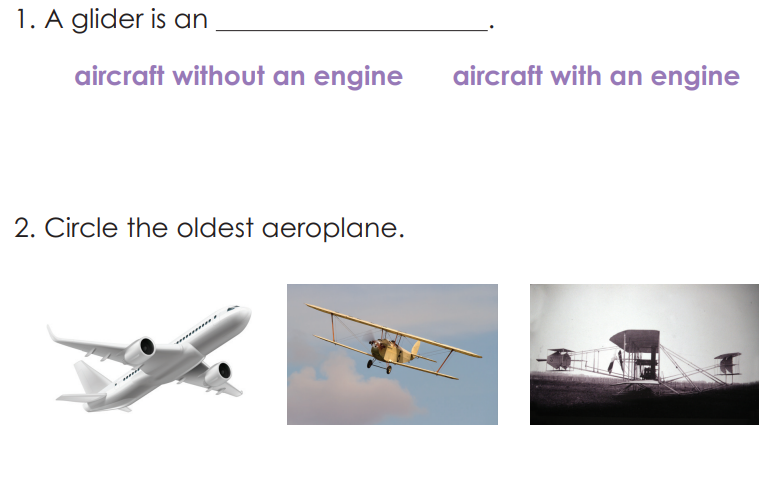 1. A glider is an ____________________.
aircraft without an engine aircraft with an engine
2. Circle the oldest aeroplane.